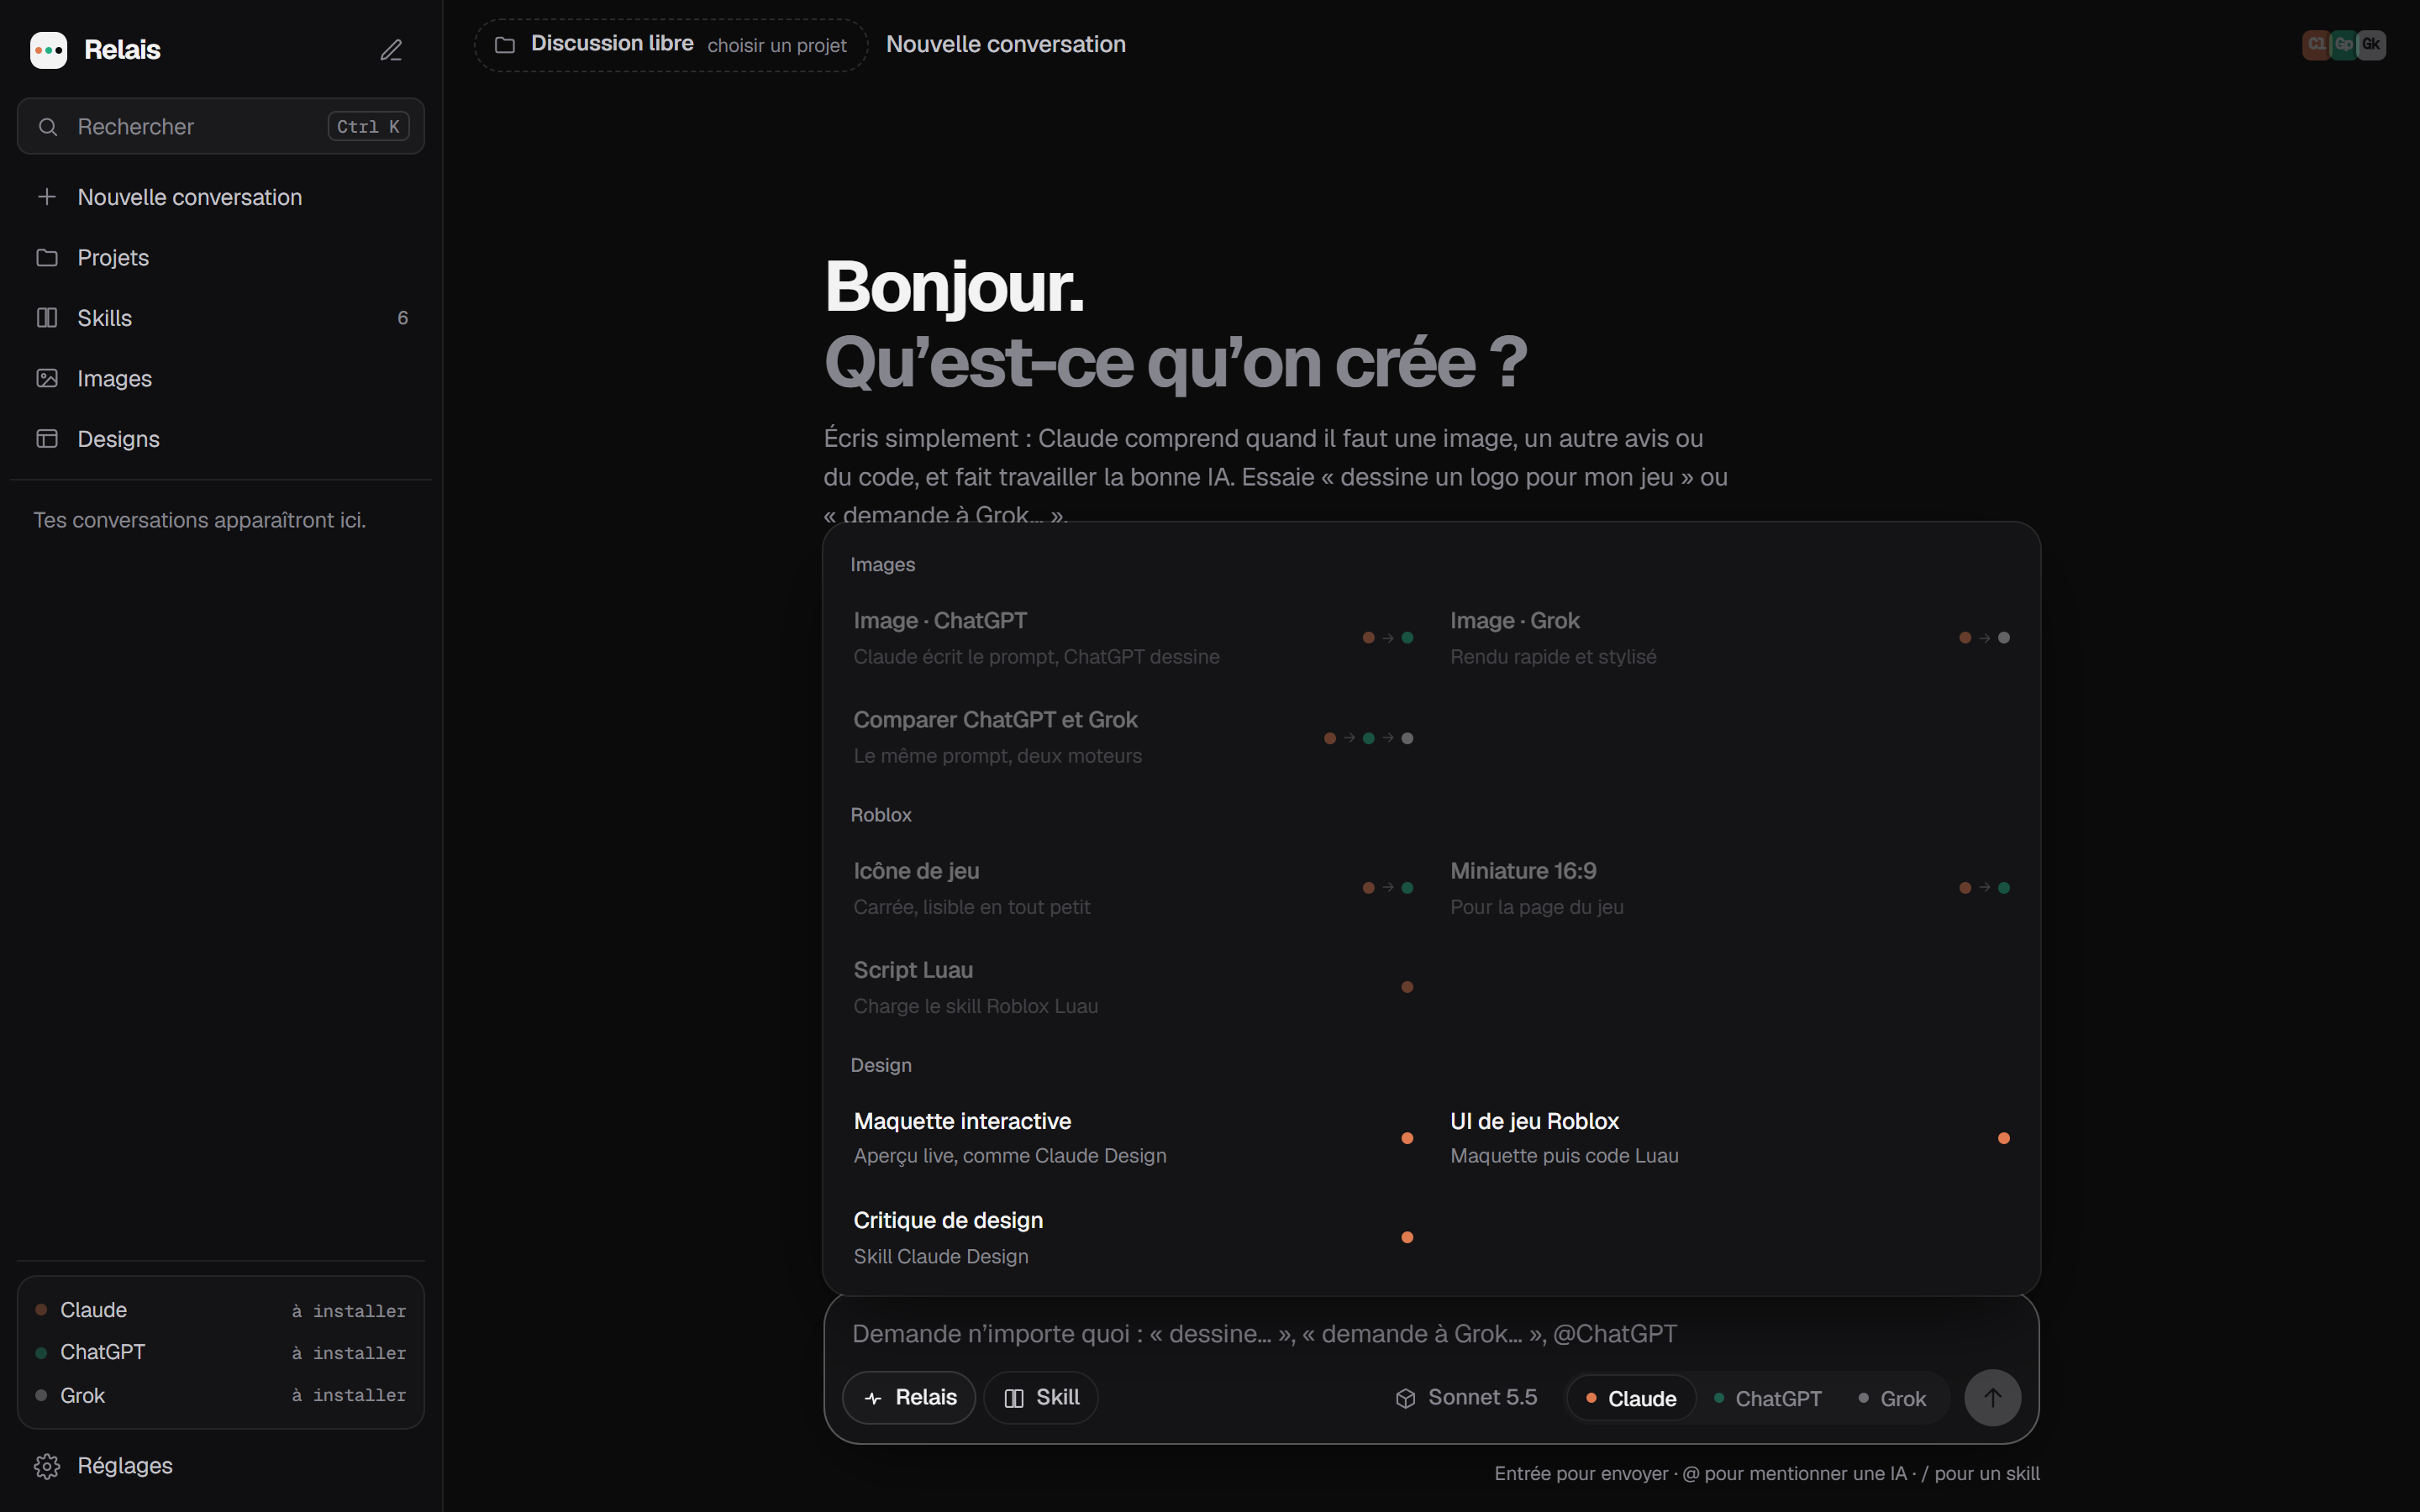 Relais
Rechercher
Ctrl K
Nouvelle conversation
Projets
Skills
6
Images
Designs
Tes conversations apparaîtront ici.
Claude
à installer
ChatGPT
à installer
Grok
à installer
Réglages
Discussion libre
choisir un projet
Nouvelle conversation
Cl
Gp
Gk
Bonjour.
Qu’est-ce qu’on crée ?
Écris simplement : Claude comprend quand il faut une image, un autre avis ou
du code, et fait travailler la bonne IA. Essaie « dessine un logo pour mon jeu » ou
« demande à Grok… ».
Images
Image · ChatGPT
Claude écrit le prompt, ChatGPT dessine
Image · Grok
Rendu rapide et stylisé
Comparer ChatGPT et Grok
Le même prompt, deux moteurs
Roblox
Icône de jeu
Carrée, lisible en tout petit
Miniature 16:9
Pour la page du jeu
Script Luau
Charge le skill Roblox Luau
Design
Maquette interactive
Aperçu live, comme Claude Design
UI de jeu Roblox
Maquette puis code Luau
Critique de design
Skill Claude Design
Demande n’importe quoi : « dessine… », « demande à Grok… », @ChatGPT
Relais
Skill
Sonnet 5.5
Claude
ChatGPT
Grok
Entrée pour envoyer · @ pour mentionner une IA · / pour un skill